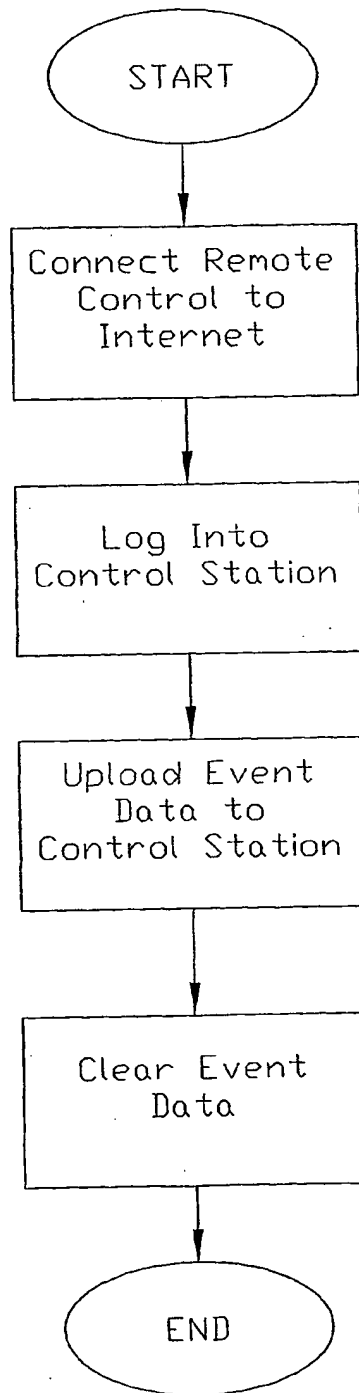 START
Connect Remote
Control to
Internet
Log Into
Control Station
Upload Event
Data to
Control Station
Clear Event
Data
END